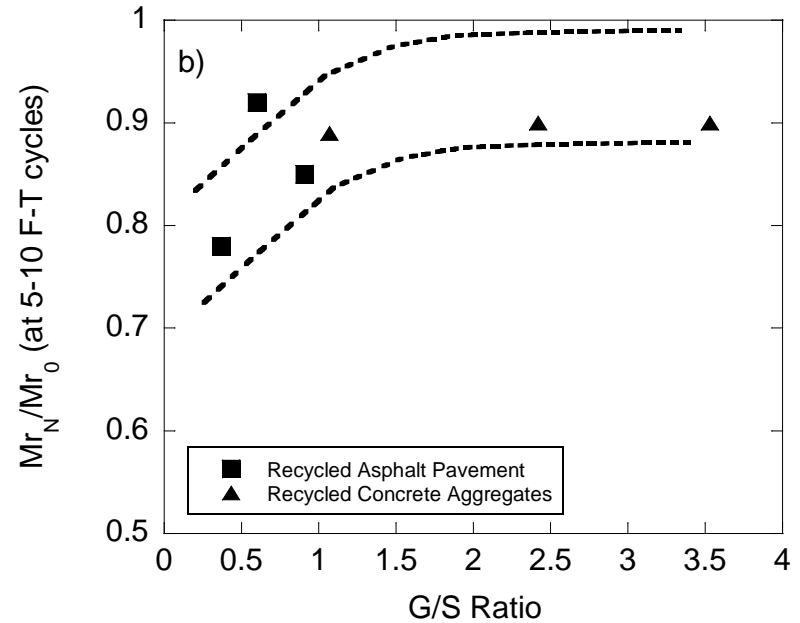 b)
1
0.9
0.8
0.7
0.6
0.5
Mr_N/Mr_0 (at 5-10 F-T cycles)
Recycled Asphalt Pavement
Recycled Concrete Aggregates
0 0.5 1 1.5 2 2.5 3 3.5 4
G/S Ratio